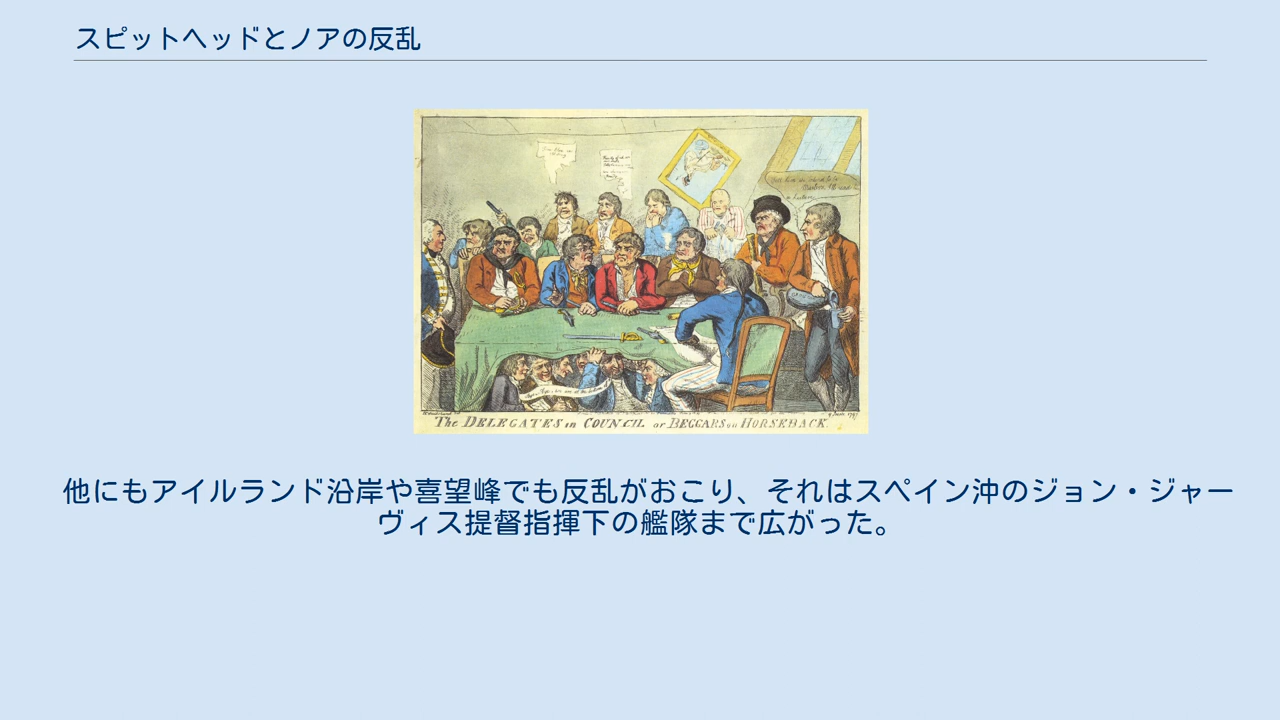 スピットヘッドとノアの反乱
The DELEGATES in COUNCIL or BEGGARS on HORSEBACK.
他にもアイルランド沿岸や喜望峰でも反乱がおこり、それはスペイン沖のジョン・ジャー
ヴィス提督指揮下の艦隊まで広がった。